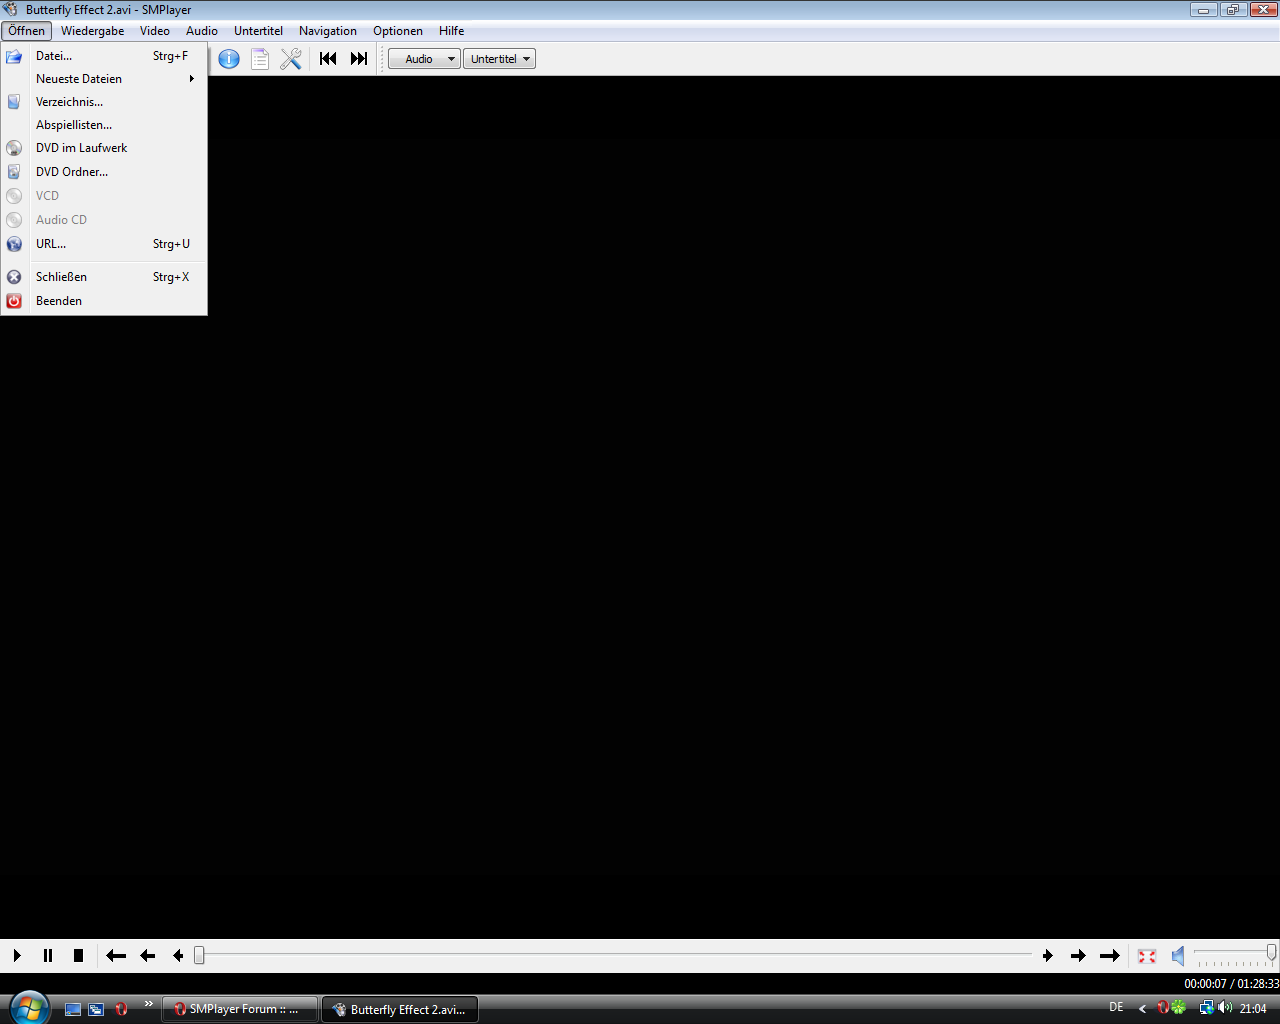 Butterfly Effect 2.avi - SMPlayer
Öffnen Wiedergabe Video Audio Untertitel Navigation Optionen Hilfe
Audio Untertitel
Datei... Strg+F
Neueste Dateien
Verzeichnis...
Abspiellisten...
DVD im Laufwerk
DVD Ordner...
VCD
Audio CD
URL... Strg+U
Schließen Strg+X
Beenden
00:00:07 / 01:28:33
SMPlayer Forum :: ... Butterfly Effect 2.avi... DE 21:04